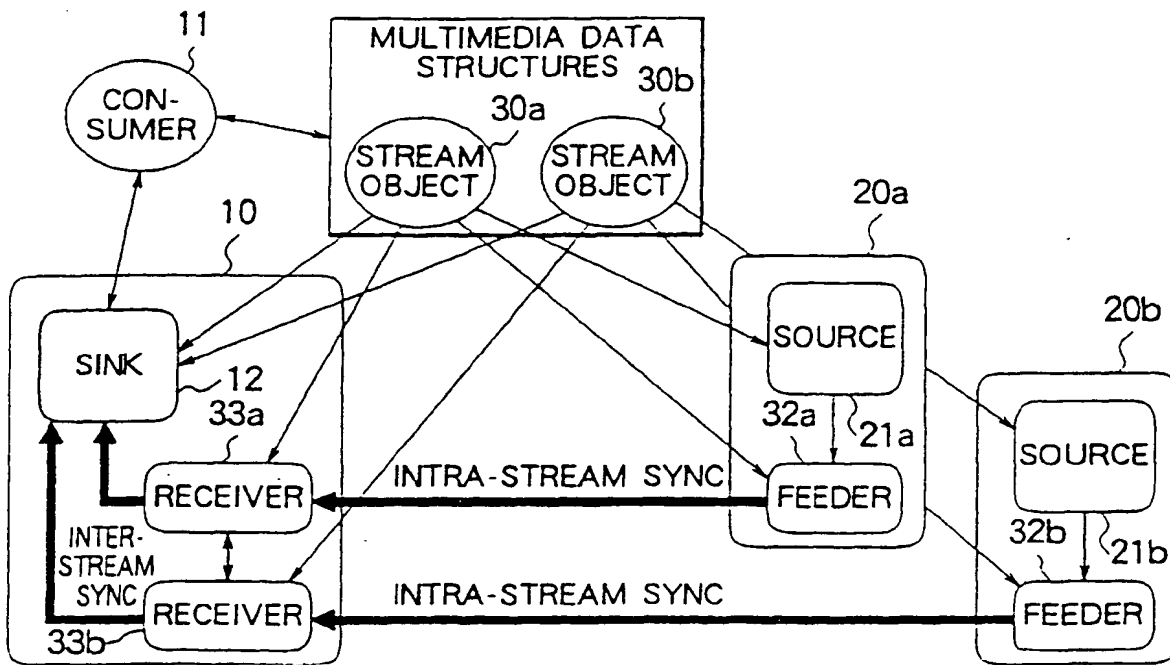 11
MULTIMEDIA DATA
STRUCTURES
CON-
SUMER
30a
30b
STREAM
OBJECT
STREAM
OBJECT
10
20a
20b
SINK
12
SOURCE
21a
33a
32a
SOURCE
21b
RECEIVER
INTRA-STREAM SYNC
FEEDER
INTER-
STREAM
SYNC
32b
RECEIVER
33b
INTRA-STREAM SYNC
FEEDER